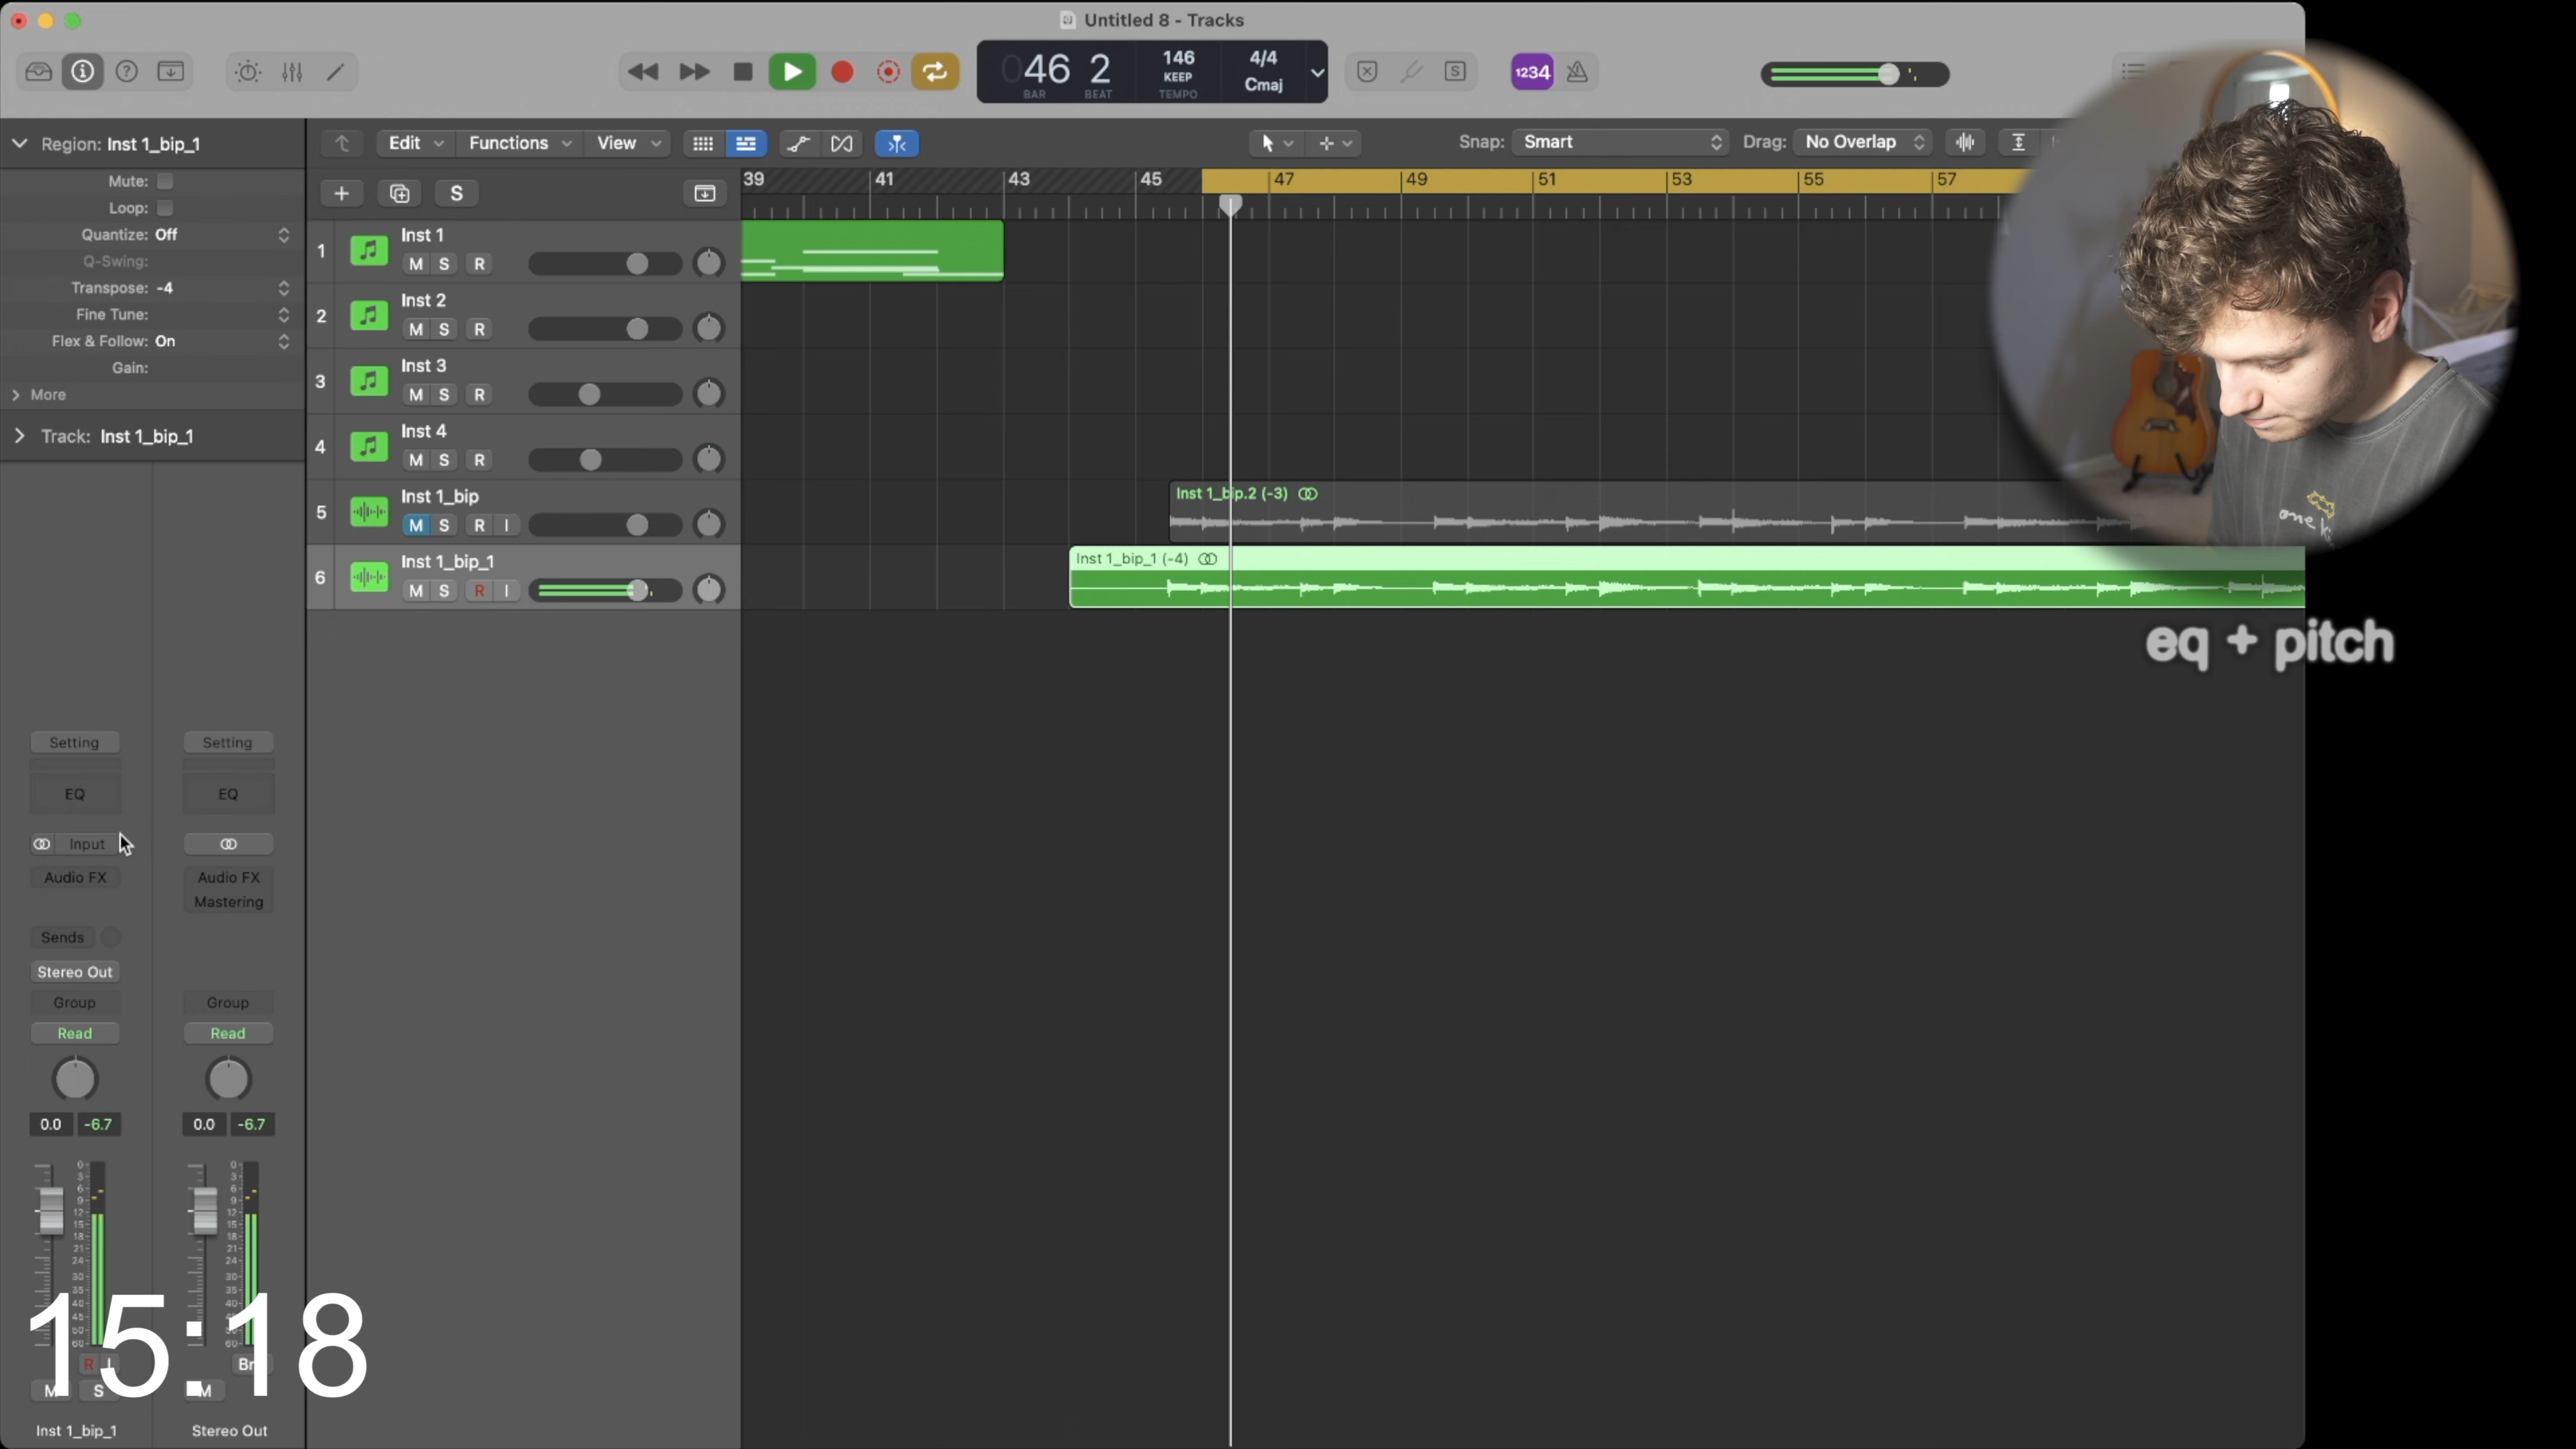 Untitled 8 - Tracks
046 2
BAR BEAT
146
KEEP
TEMPO
4/4
Cmaj
S
1234
Region: Inst 1_bip_1
Mute:
Loop:
Quantize: Off
Q-Swing:
Transpose: -4
Fine Tune:
Flex & Follow: On
Gain:
More
Track: Inst 1_bip_1
Edit Functions View
Snap: Smart
Drag: No Overlap
S
39 41 43 45 47 49 51 53 55 57
1 Inst 1
M S R
2 Inst 2
M S R
3 Inst 3
M S R
4 Inst 4
M S R
5 Inst 1_bip
M S R I
6 Inst 1_bip_1
M S R I
Inst 1_bip.2 (-3)
Inst 1_bip_1 (-4)
eq + pitch
Setting Setting
EQ EQ
Input
Audio FX Audio FX
Mastering
Sends
Stereo Out
Group Group
Read Read
0.0 -6.7 0.0 -6.7
15:18
R I
M S M
Inst 1_bip_1 Stereo Out